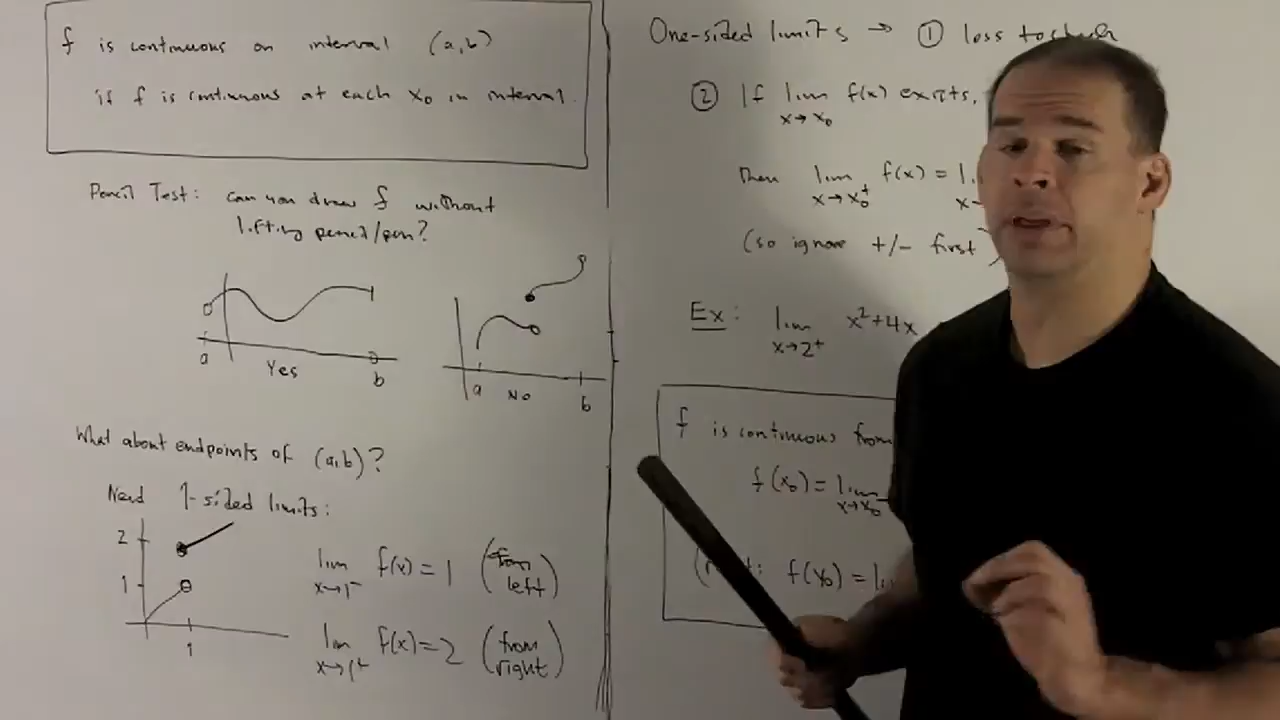 f is continuous on interval (a,b)
if f is continuous at each x₀ in interval.
Pencil Test: can you draw f without
lifting pencil/pen?
a Yes b
a No b
What about endpoints of (a,b)?
Need 1-sided limits:
2
1
1
lim f(x) = 1 (from left)
x→1⁻
lim f(x) = 2 (from right)
x→1⁺
One-sided limits → ① loss to
② If lim f(x) exists,
x→x₀
Then lim f(x) =
x→x₀⁺
(so ignore +/- first)
Ex: lim x²+4x
x→2⁺
f is continuous from
f(x₀) = lim
x→x₀⁻
f(x₀) =